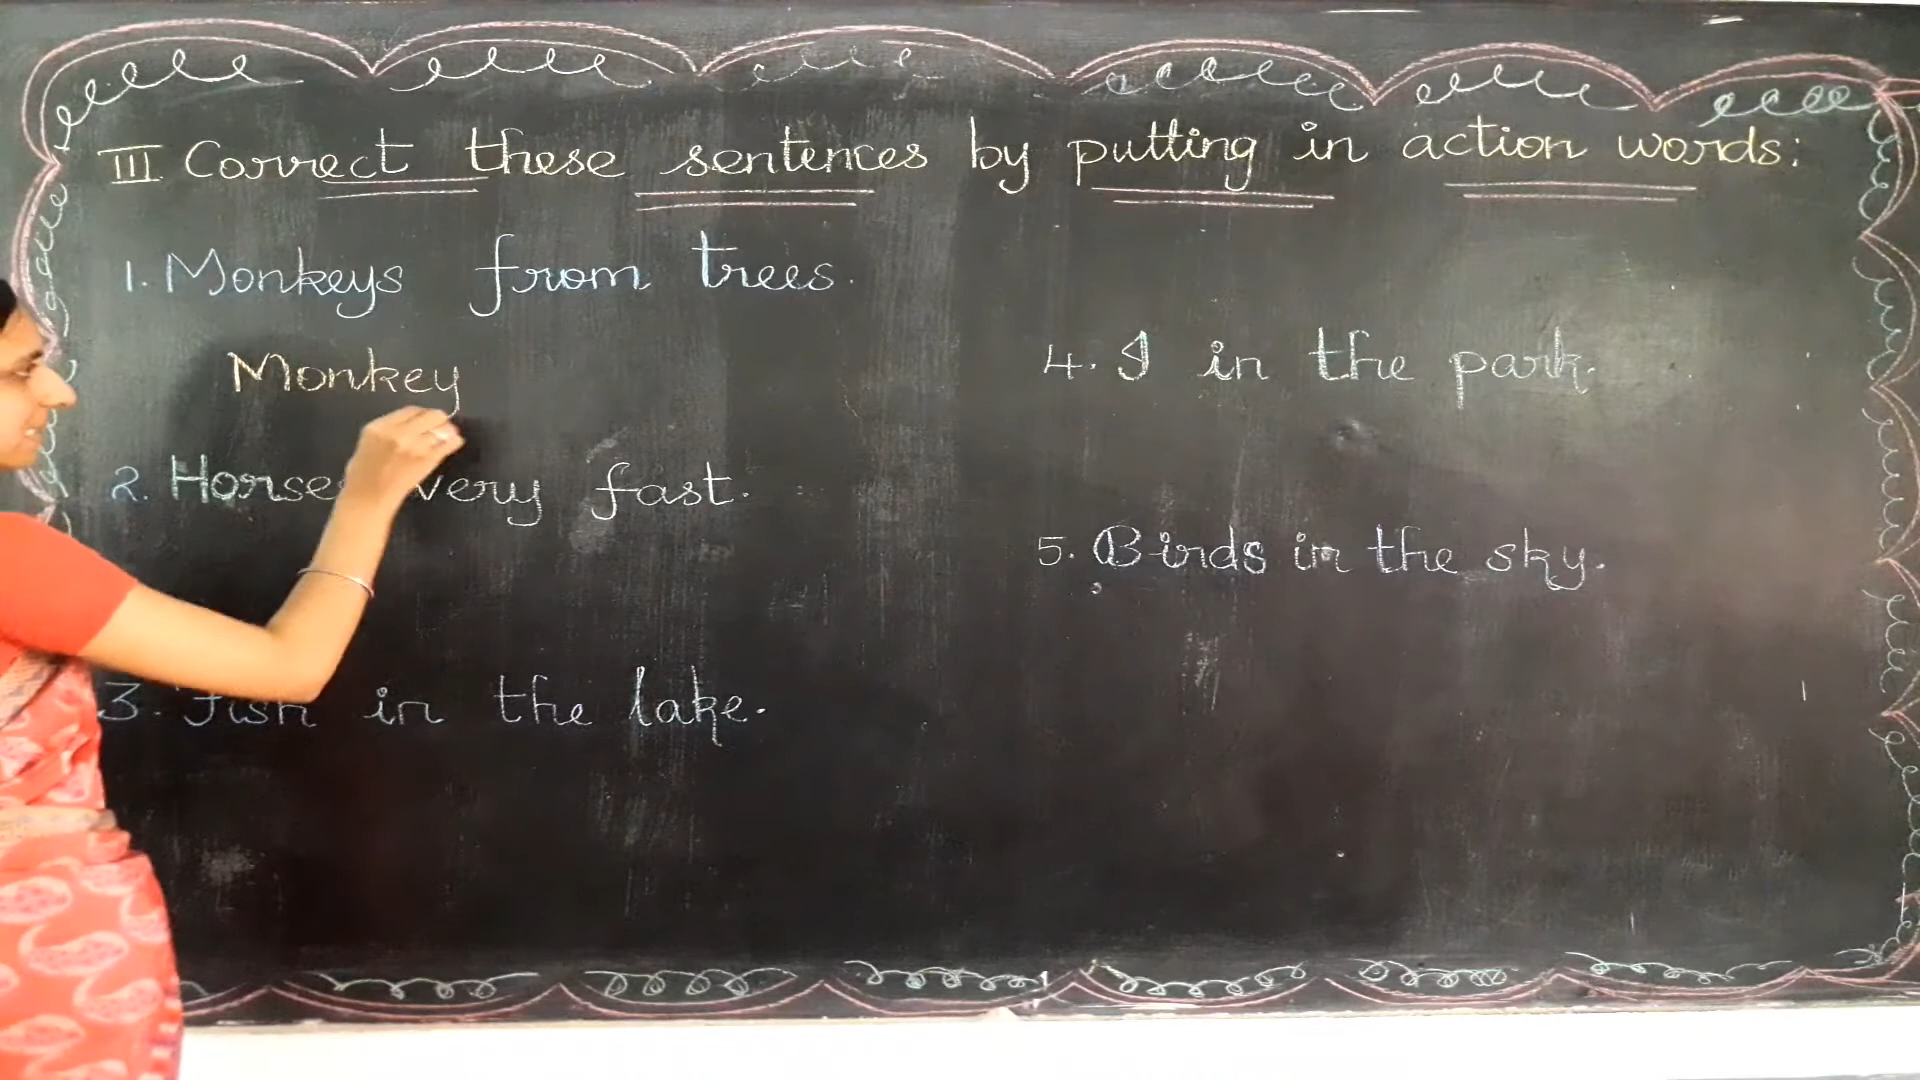 III. Correct these sentences by putting in action words:
1. Monkeys from trees.
Monkey
2. Horses very fast.
3. Fish in the lake.
4. I in the park.
5. Birds in the sky.